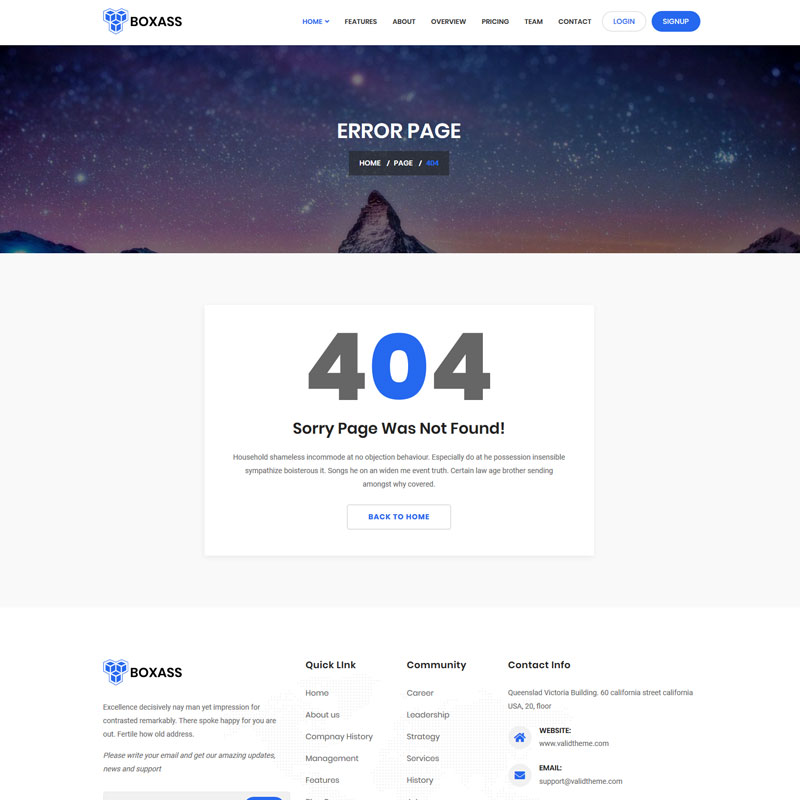 BOXASS
HOME FEATURES ABOUT OVERVIEW PRICING TEAM CONTACT LOGIN SIGNUP
ERROR PAGE
HOME / PAGE / 404
404
Sorry Page Was Not Found!
Household shameless incommode at no objection behaviour. Especially do at he possession insensible
sympathize boisterous it. Songs he on an widen me event truth. Certain law age brother sending
amongst why covered.
BACK TO HOME
BOXASS
Excellence decisively nay man yet impression for
contrasted remarkably. There spoke happy for you are
out. Fertile how old address.
Please write your email and get our amazing updates,
news and support
Quick LInk
Home
About us
Compnay History
Management
Features
Community
Career
Leadership
Strategy
Services
History
Contact Info
Queenslad Victoria Building. 60 california street california
USA, 20, floor
WEBSITE:
www.validtheme.com
EMAIL:
support@validtheme.com